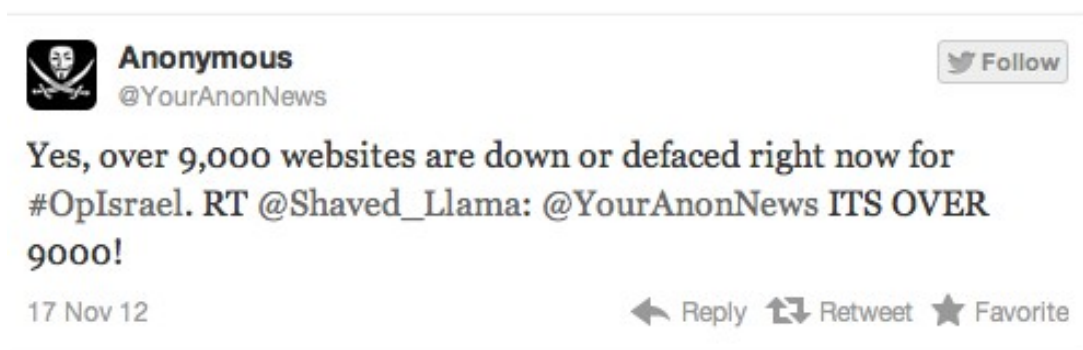 Anonymous
Follow
@YourAnonNews
Yes, over 9,000 websites are down or defaced right now for
#OpIsrael. RT @Shaved_Llama: @YourAnonNews ITS OVER
9000!
17 Nov 12 Reply Retweet Favorite